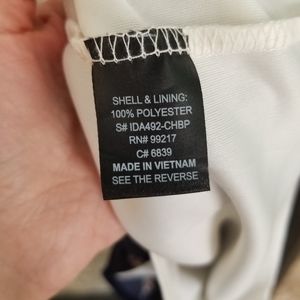 SHELL & LINING:
100% POLYESTER
S# IDA492-CHBP
RN# 99217
C# 6839
MADE IN VIETNAM
SEE THE REVERSE